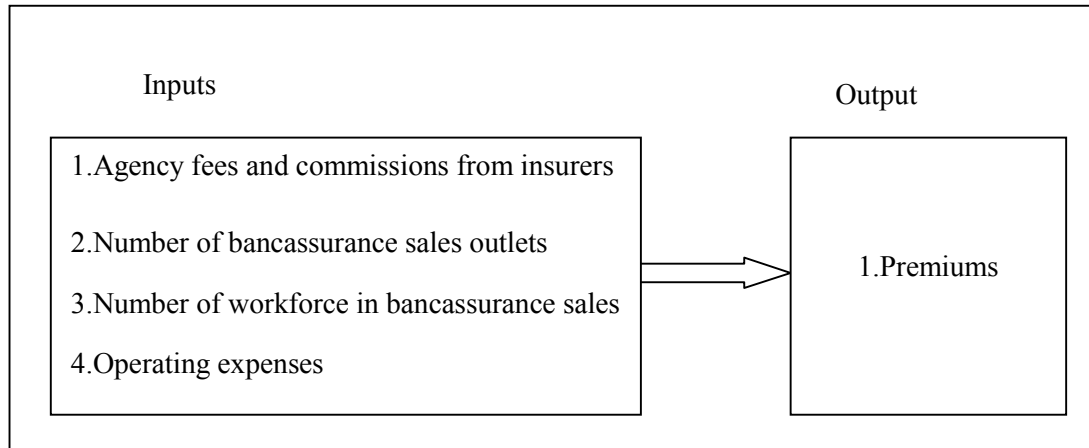 Inputs
Output
1.Agency fees and commissions from insurers
2.Number of bancassurance sales outlets
3.Number of workforce in bancassurance sales
4.Operating expenses
1.Premiums